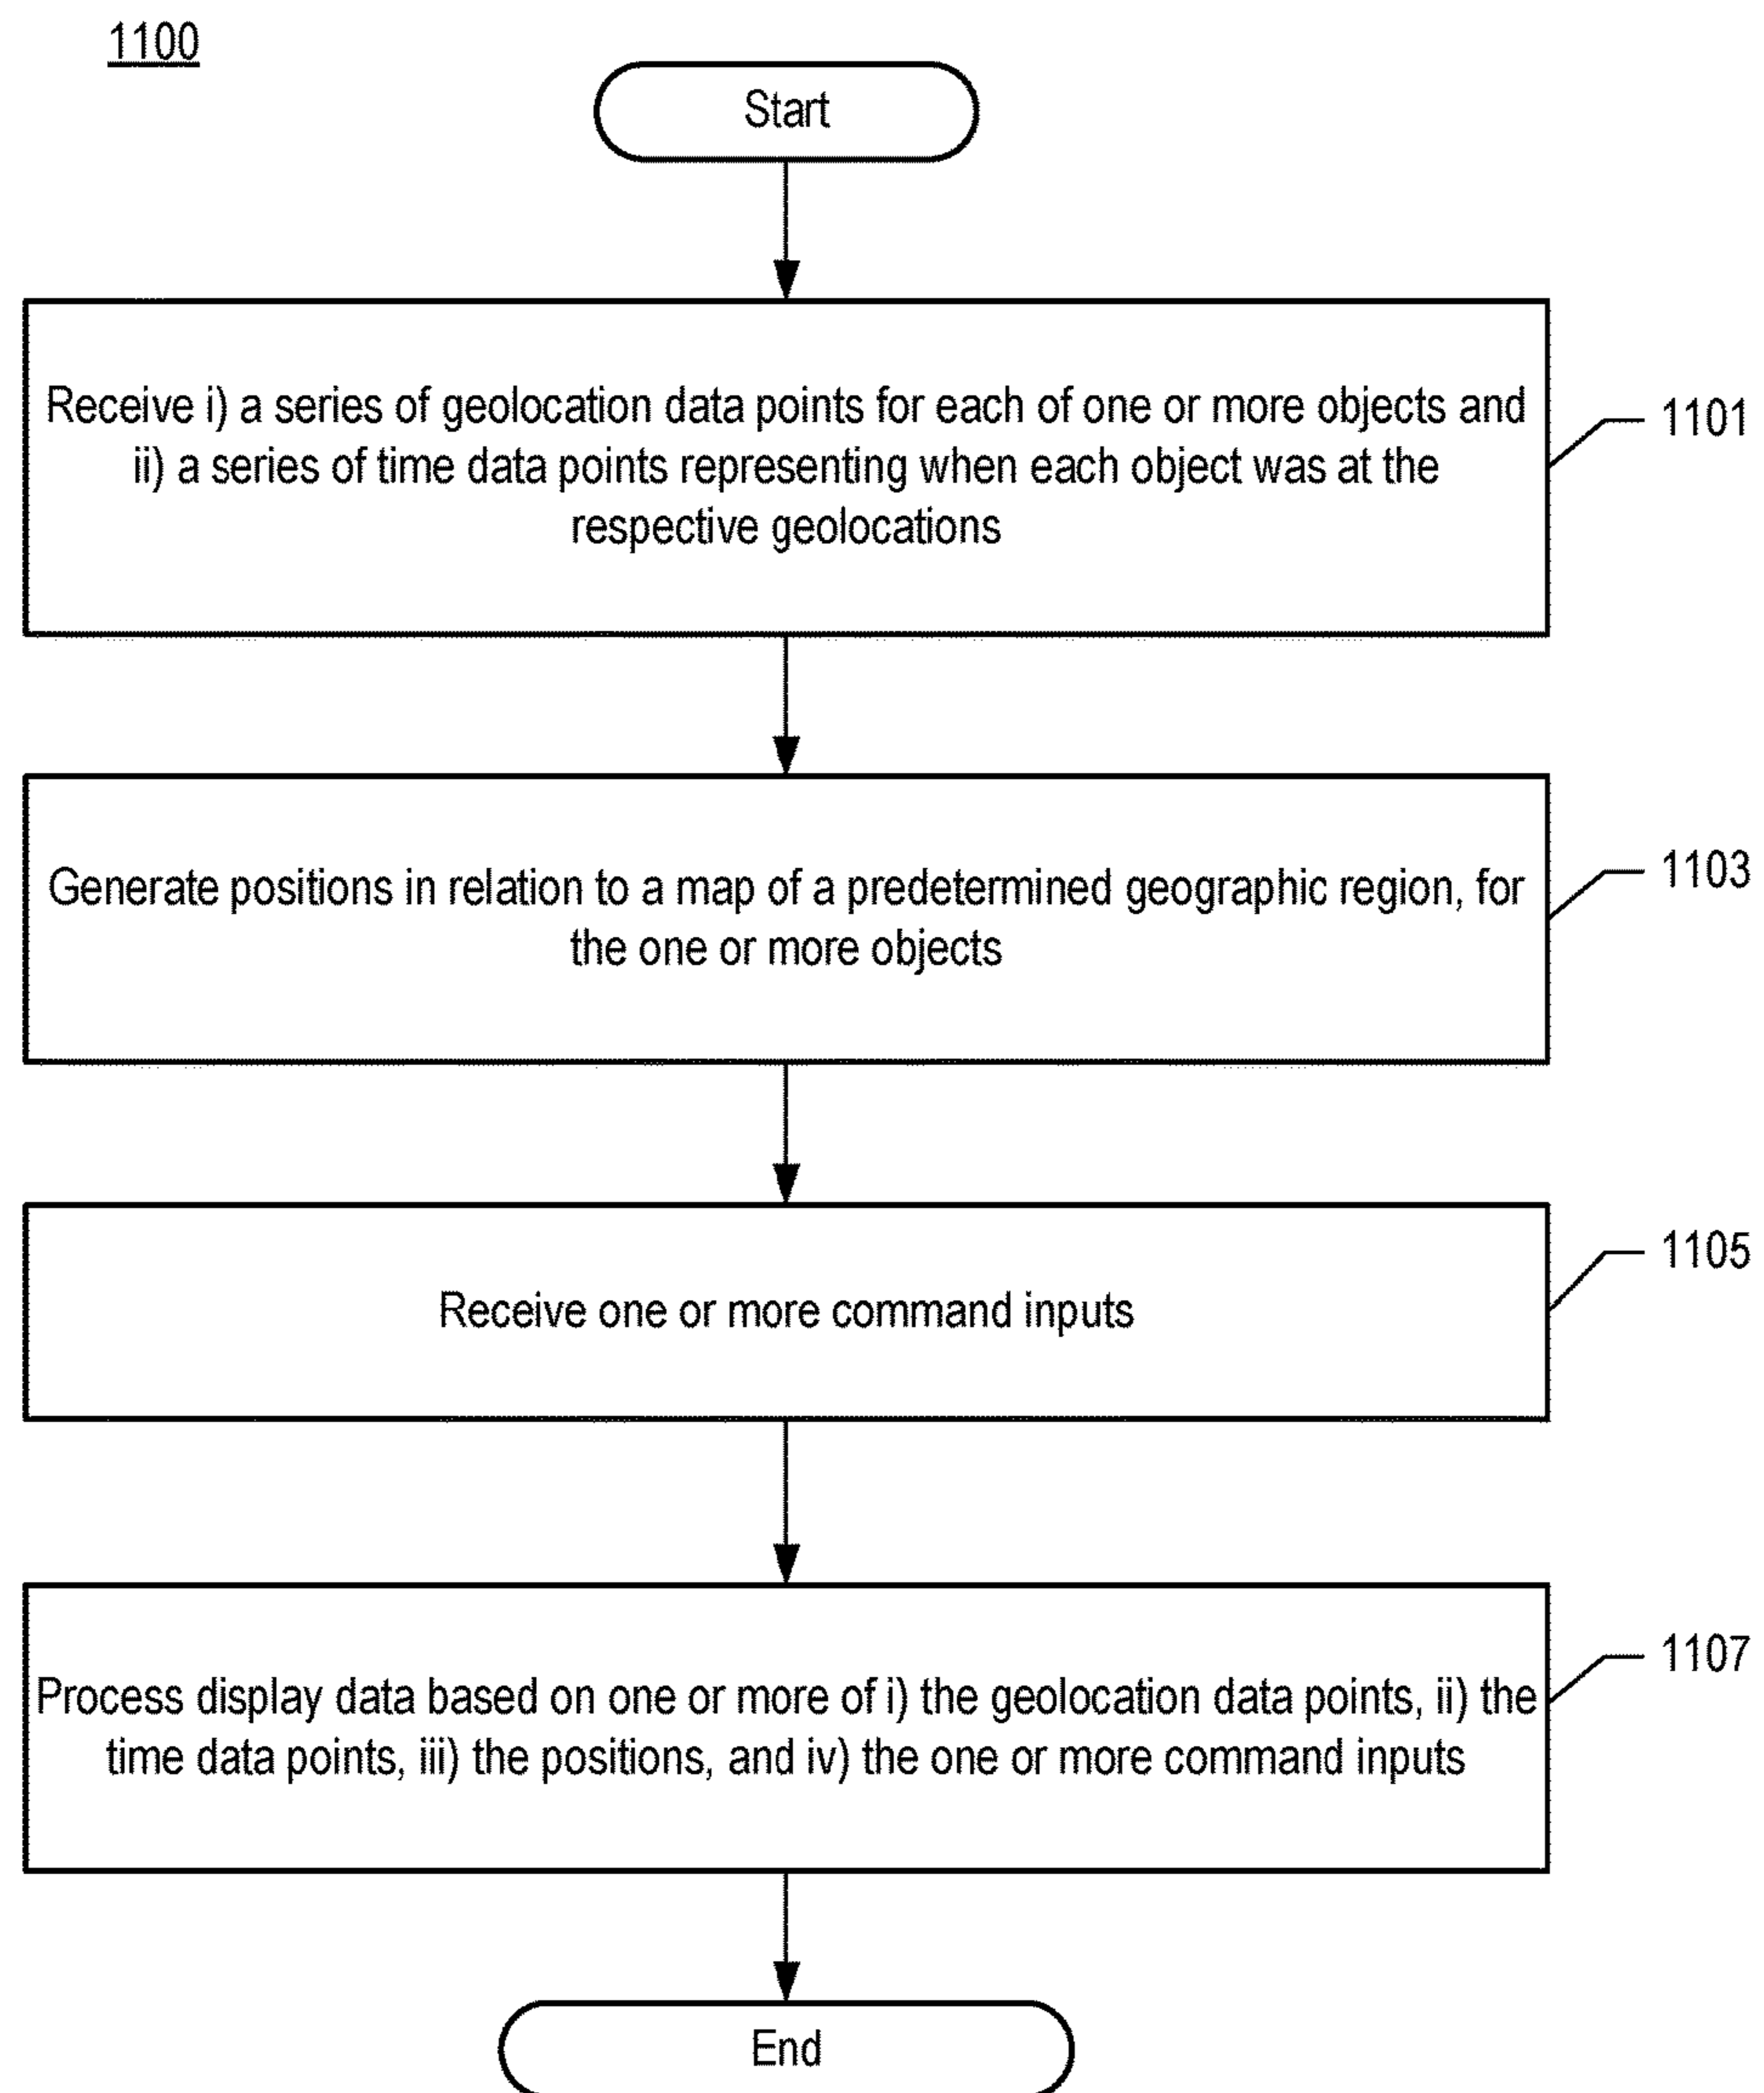 1100
Start
Receive i) a series of geolocation data points for each of one or more objects and
ii) a series of time data points representing when each object was at the
respective geolocations
1101
Generate positions in relation to a map of a predetermined geographic region, for
the one or more objects
1103
Receive one or more command inputs
1105
Process display data based on one or more of i) the geolocation data points, ii) the
time data points, iii) the positions, and iv) the one or more command inputs
1107
End